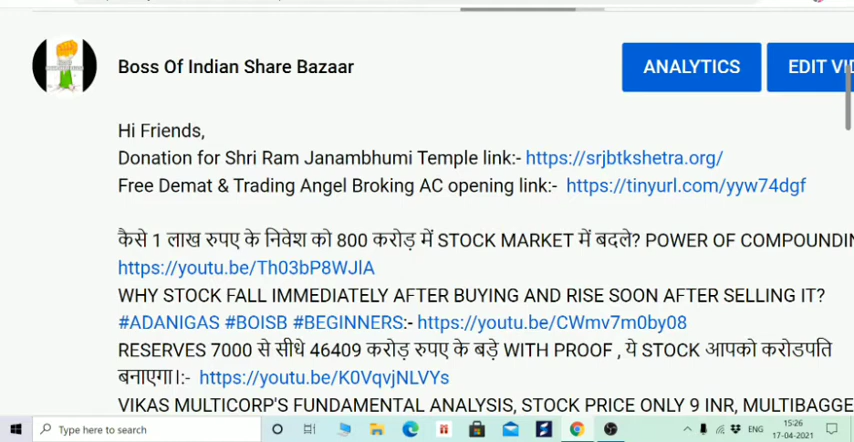 Boss Of Indian Share Bazaar
ANALYTICS
EDIT VID
Hi Friends,
Donation for Shri Ram Janambhumi Temple link:- https://srjbtkshetra.org/
Free Demat & Trading Angel Broking AC opening link:- https://tinyurl.com/yyw74dgf
कैसे 1 लाख रुपए के निवेश को 800 करोड़ में STOCK MARKET में बदले? POWER OF COMPOUNDIN
https://youtu.be/Th03bP8WJlA
WHY STOCK FALL IMMEDIATELY AFTER BUYING AND RISE SOON AFTER SELLING IT?
#ADANIGAS #BOISB #BEGINNERS:- https://youtu.be/CWmv7m0by08
RESERVES 7000 से सीधे 46409 करोड़ रुपए के बड़े WITH PROOF , ये STOCK आपको करोडपति
बनाएगा।:- https://youtu.be/K0VqvjNLVYs
VIKAS MULTICORP'S FUNDAMENTAL ANALYSIS, STOCK PRICE ONLY 9 INR, MULTIBAGGE
Type here to search
ENG
15:26
17-04-2021